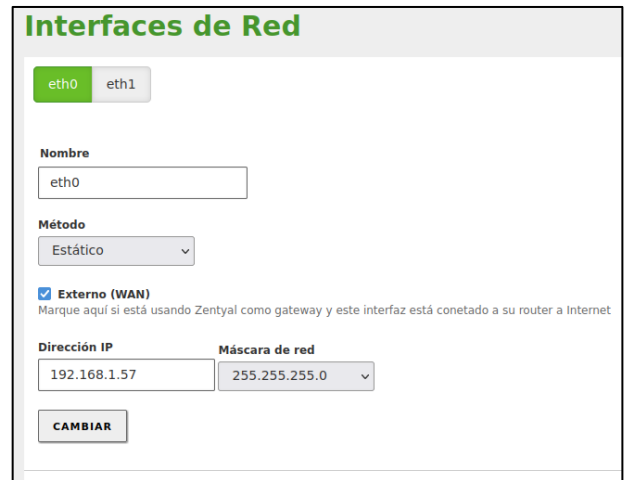 Interfaces de Red
eth0 eth1
Nombre
eth0
Método
Estático
Externo (WAN)
Marque aquí si está usando Zentyal como gateway y este interfaz está conetado a su router a Internet
Dirección IP Máscara de red
192.168.1.57 255.255.255.0
CAMBIAR